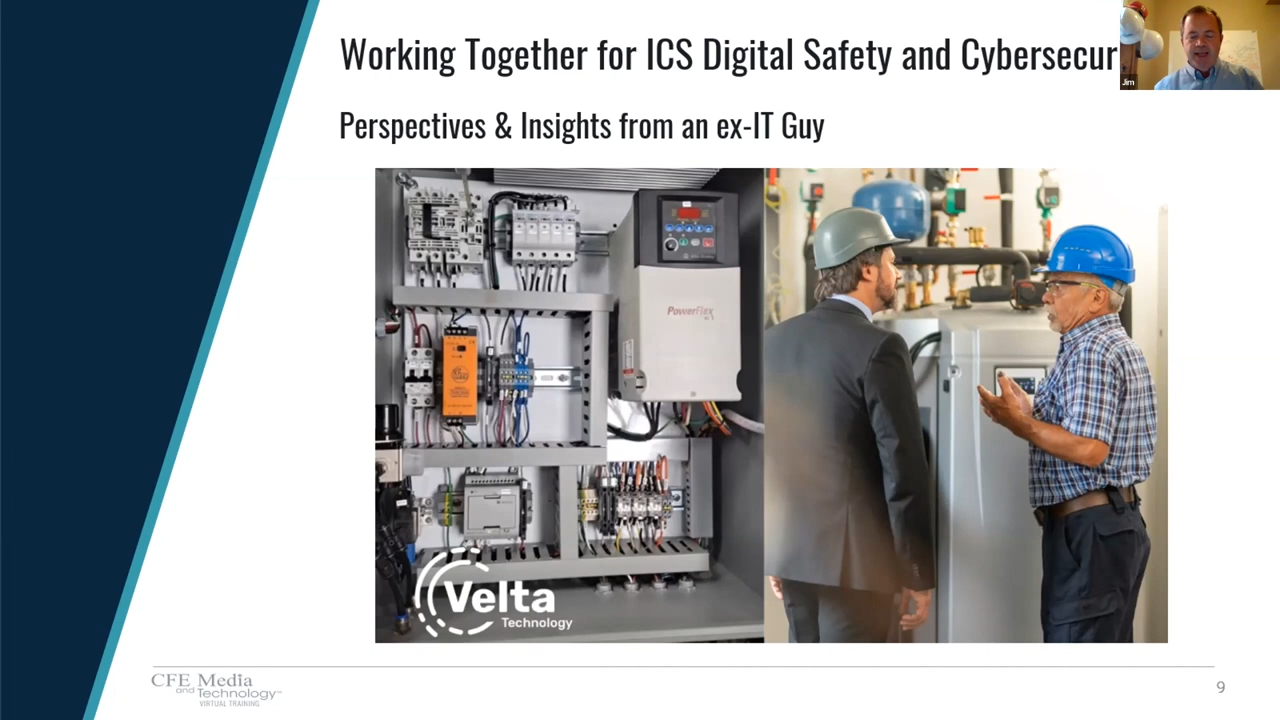 Working Together for ICS Digital Safety and Cybersecur
Jim
Perspectives & Insights from an ex-IT Guy
PowerFlex
Velta
Technology
CFE Media
and Technology
VIRTUAL TRAINING
9